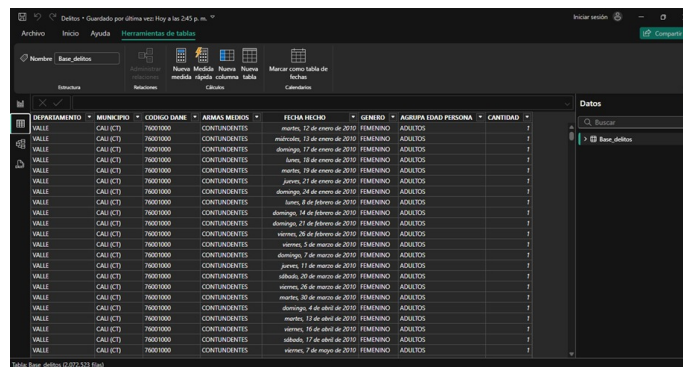 Delitos • Guardado por última vez: Hoy a las 2:45 p. m.
Iniciar sesión
Archivo Inicio Ayuda Herramientas de tablas
Compartir
Nombre Base_delitos
Administrar relaciones
Nueva medida
Medida rápida
Nueva columna
Nueva tabla
Marcar como tabla de fechas
Estructura Relaciones Cálculos Calendarios
DEPARTAMENTO MUNICIPIO CODIGO DANE ARMAS MEDIOS FECHA HECHO GENERO AGRUPA EDAD PERSONA CANTIDAD
VALLE CALI (CT) 76001000 CONTUNDENTES martes, 12 de enero de 2010 FEMENINO ADULTOS 1
VALLE CALI (CT) 76001000 CONTUNDENTES miércoles, 13 de enero de 2010 FEMENINO ADULTOS 1
VALLE CALI (CT) 76001000 CONTUNDENTES domingo, 17 de enero de 2010 FEMENINO ADULTOS 1
VALLE CALI (CT) 76001000 CONTUNDENTES lunes, 18 de enero de 2010 FEMENINO ADULTOS 1
VALLE CALI (CT) 76001000 CONTUNDENTES martes, 19 de enero de 2010 FEMENINO ADULTOS 1
VALLE CALI (CT) 76001000 CONTUNDENTES jueves, 21 de enero de 2010 FEMENINO ADULTOS 1
VALLE CALI (CT) 76001000 CONTUNDENTES domingo, 24 de enero de 2010 FEMENINO ADULTOS 1
VALLE CALI (CT) 76001000 CONTUNDENTES lunes, 8 de febrero de 2010 FEMENINO ADULTOS 1
VALLE CALI (CT) 76001000 CONTUNDENTES domingo, 14 de febrero de 2010 FEMENINO ADULTOS 1
VALLE CALI (CT) 76001000 CONTUNDENTES domingo, 21 de febrero de 2010 FEMENINO ADULTOS 1
VALLE CALI (CT) 76001000 CONTUNDENTES viernes, 26 de febrero de 2010 FEMENINO ADULTOS 1
VALLE CALI (CT) 76001000 CONTUNDENTES viernes, 5 de marzo de 2010 FEMENINO ADULTOS 1
VALLE CALI (CT) 76001000 CONTUNDENTES domingo, 7 de marzo de 2010 FEMENINO ADULTOS 1
VALLE CALI (CT) 76001000 CONTUNDENTES jueves, 11 de marzo de 2010 FEMENINO ADULTOS 1
VALLE CALI (CT) 76001000 CONTUNDENTES sábado, 20 de marzo de 2010 FEMENINO ADULTOS 1
VALLE CALI (CT) 76001000 CONTUNDENTES viernes, 26 de marzo de 2010 FEMENINO ADULTOS 1
VALLE CALI (CT) 76001000 CONTUNDENTES martes, 30 de marzo de 2010 FEMENINO ADULTOS 1
VALLE CALI (CT) 76001000 CONTUNDENTES domingo, 4 de abril de 2010 FEMENINO ADULTOS 1
VALLE CALI (CT) 76001000 CONTUNDENTES martes, 13 de abril de 2010 FEMENINO ADULTOS 1
VALLE CALI (CT) 76001000 CONTUNDENTES viernes, 16 de abril de 2010 FEMENINO ADULTOS 1
VALLE CALI (CT) 76001000 CONTUNDENTES sábado, 17 de abril de 2010 FEMENINO ADULTOS 1
VALLE CALI (CT) 76001000 CONTUNDENTES viernes, 7 de mayo de 2010 FEMENINO ADULTOS 1
Datos
Buscar
Base_delitos
Tabla: Base_delitos (2,072,523 filas)